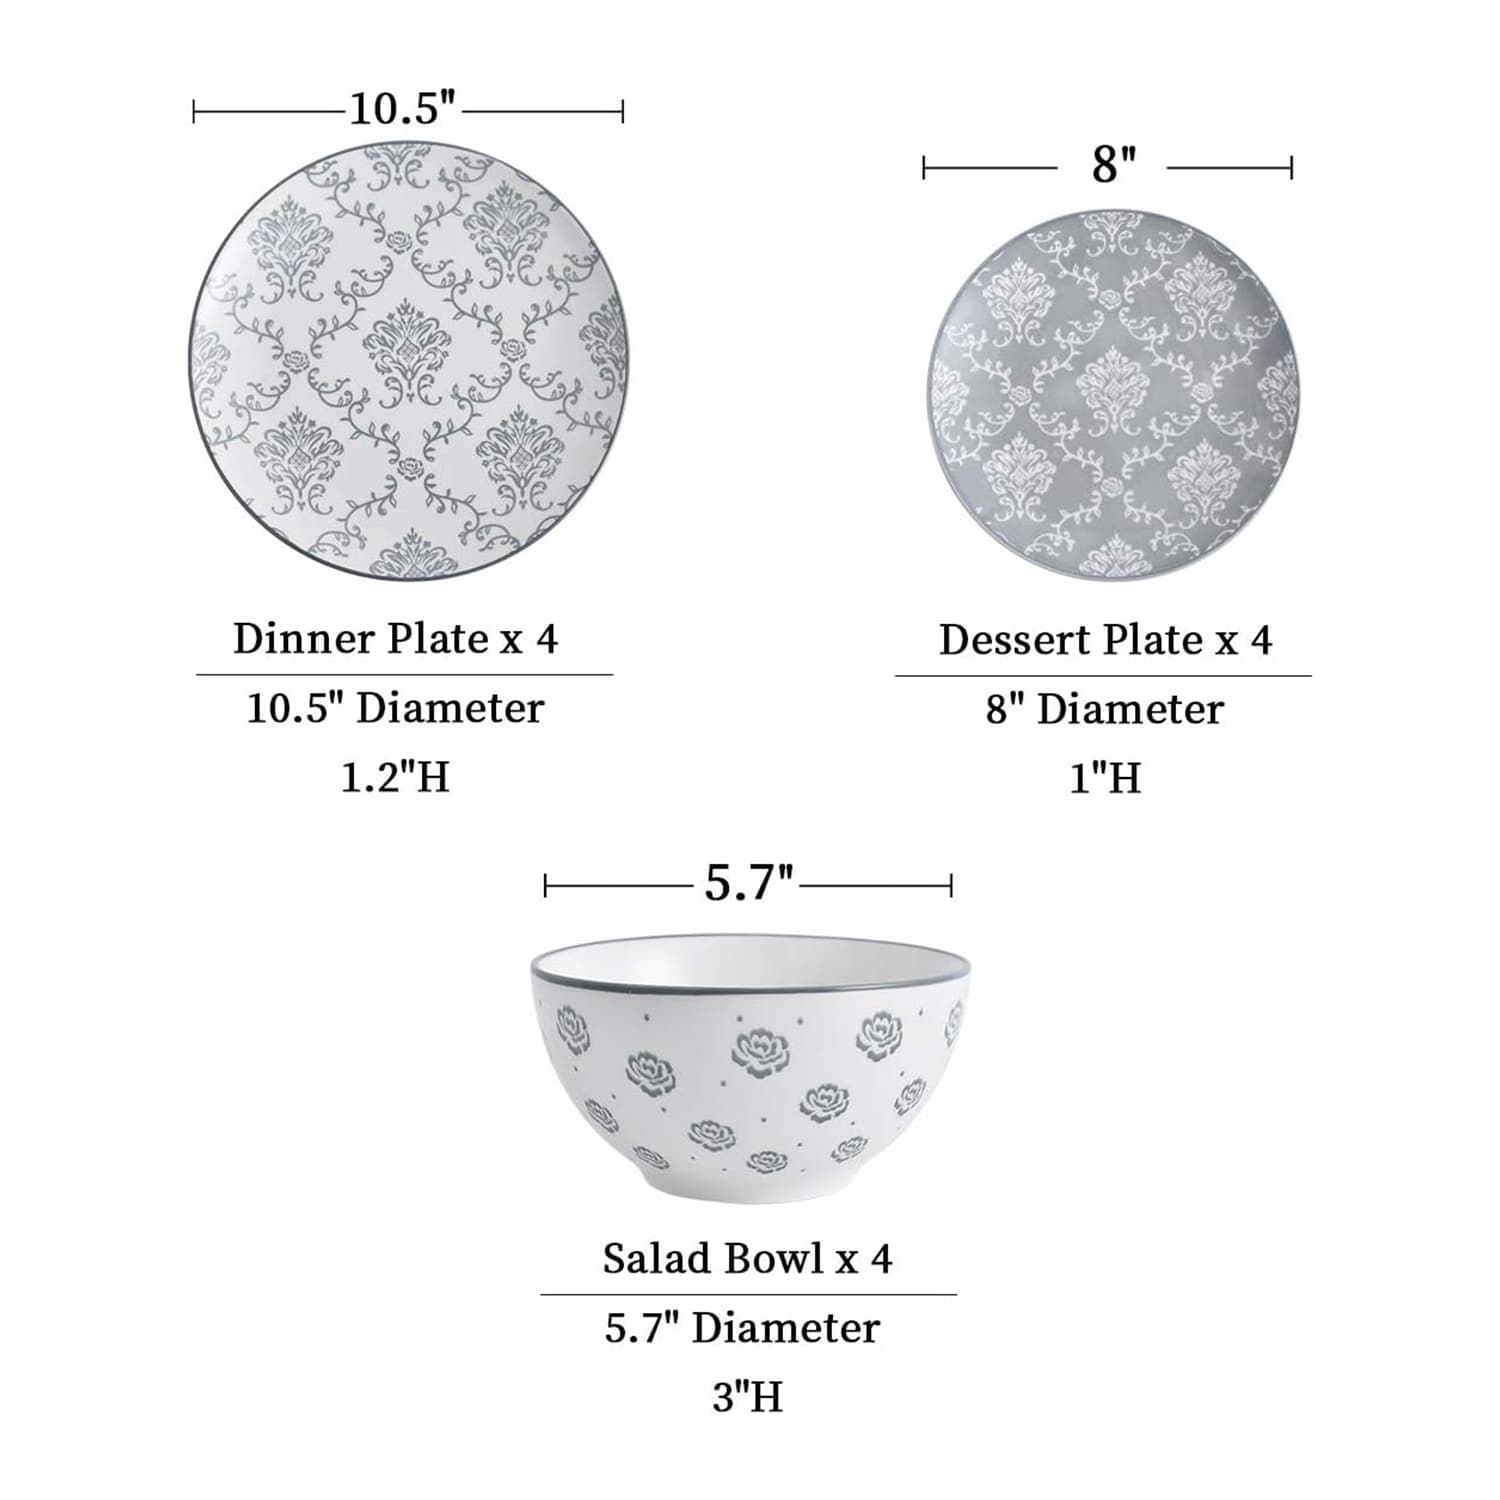 10.5"
Dinner Plate x 4
10.5" Diameter
1.2"H
8"
Dessert Plate x 4
8" Diameter
1"H
5.7"
Salad Bowl x 4
5.7" Diameter
3"H